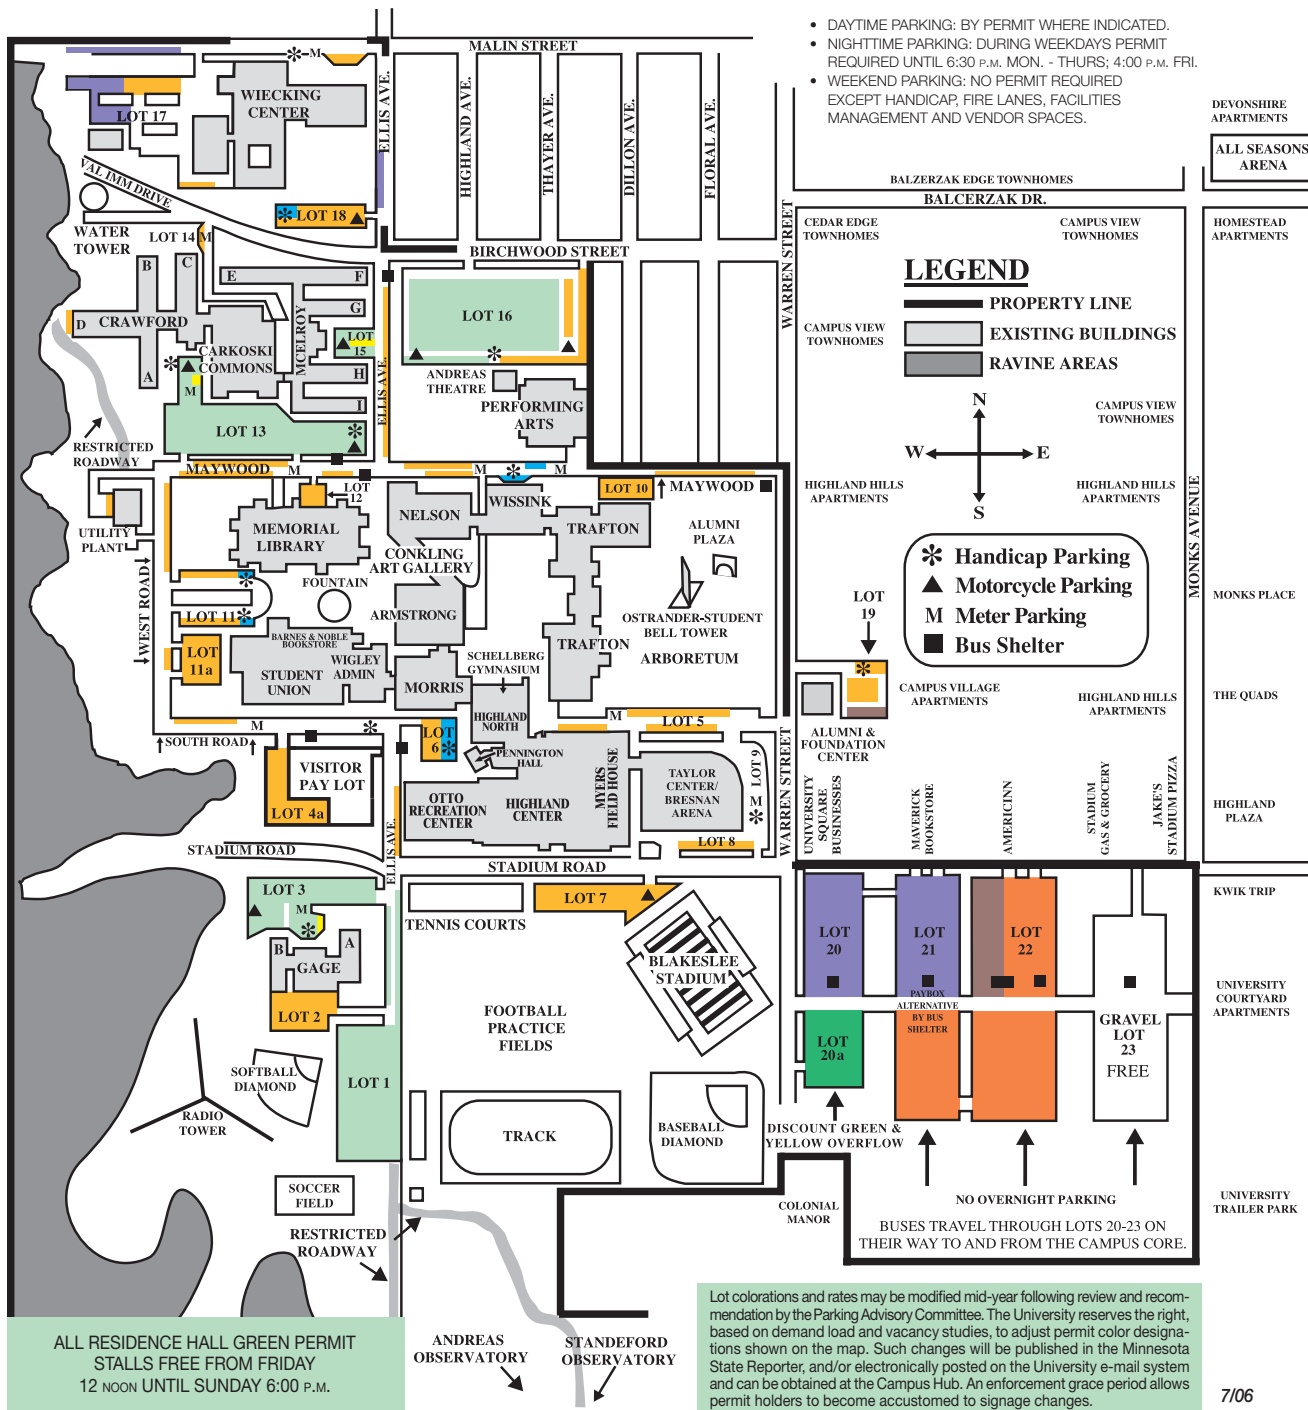 • DAYTIME PARKING: BY PERMIT WHERE INDICATED.
• NIGHTTIME PARKING: DURING WEEKDAYS PERMIT
REQUIRED UNTIL 6:30 P.M. MON. - THURS; 4:00 P.M. FRI.
• WEEKEND PARKING: NO PERMIT REQUIRED
EXCEPT HANDICAP, FIRE LANES, FACILITIES
MANAGEMENT AND VENDOR SPACES.
MALIN STREET
M
ELLIS AVE.
HIGHLAND AVE.
THAYER AVE.
DILLON AVE.
FLORAL AVE.
WIECKING
CENTER
LOT 17
VAL IMM DRIVE
WATER
TOWER
LOT 14
M
LOT 18
BIRCHWOOD STREET
WARREN STREET
DEVONSHIRE
APARTMENTS
ALL SEASONS
ARENA
BALZERZAK EDGE TOWNHOMES
BALCERZAK DR.
CEDAR EDGE
TOWNHOMES
CAMPUS VIEW
TOWNHOMES
HOMESTEAD
APARTMENTS
LEGEND
PROPERTY LINE
EXISTING BUILDINGS
RAVINE AREAS
CAMPUS VIEW
TOWNHOMES
N
W
E
S
CAMPUS VIEW
TOWNHOMES
HIGHLAND HILLS
APARTMENTS
HIGHLAND HILLS
APARTMENTS
MONKS AVENUE
Handicap Parking
Motorcycle Parking
M Meter Parking
Bus Shelter
B
C
D
CRAWFORD
A
E
F
G
H
I
MCELROY
CARKOSKI
COMMONS
LOT
15
ELLIS AVE.
LOT 16
ANDREAS
THEATRE
PERFORMING
ARTS
M
LOT 13
RESTRICTED
ROADWAY
MAYWOOD
M
M
M
LOT
12
LOT 10
MAYWOOD
UTILITY
PLANT
MEMORIAL
LIBRARY
NELSON
WISSINK
TRAFTON
ALUMNI
PLAZA
CONKLING
ART GALLERY
FOUNTAIN
WEST ROAD
LOT 11
ARMSTRONG
OSTRANDER-STUDENT
BELL TOWER
ARBORETUM
TRAFTON
LOT
11a
BARNES & NOBLE
BOOKSTORE
STUDENT
UNION
WIGLEY
ADMIN
MORRIS
SCHELLBERG
GYMNASIUM
LOT
19
MONKS PLACE
CAMPUS VILLAGE
APARTMENTS
HIGHLAND HILLS
APARTMENTS
THE QUADS
ALUMNI &
FOUNDATION
CENTER
M
SOUTH ROAD
LOT
6
HIGHLAND
NORTH
PENNINGTON
HALL
M
LOT 5
LOT 9
M
WARREN STREET
VISITOR
PAY LOT
LOT 4a
OTTO
RECREATION
CENTER
HIGHLAND
CENTER
MYERS
FIELD HOUSE
TAYLOR
CENTER/
BRESNAN
ARENA
LOT 8
UNIVERSITY
SQUARE
BUSINESSES
MAVERICK
BOOKSTORE
AMERICINN
STADIUM
GAS & GROCERY
JAKE'S
STADIUM PIZZA
HIGHLAND
PLAZA
STADIUM ROAD
ELLIS AVE.
STADIUM ROAD
LOT 3
M
B
A
GAGE
LOT 2
LOT 1
TENNIS COURTS
LOT 7
BLAKESLEE
STADIUM
FOOTBALL
PRACTICE
FIELDS
SOFTBALL
DIAMOND
RADIO
TOWER
TRACK
BASEBALL
DIAMOND
SOCCER
FIELD
RESTRICTED
ROADWAY
KWIK TRIP
LOT
20
LOT
21
LOT
22
PAYBOX
ALTERNATIVE
BY BUS
SHELTER
LOT
20a
GRAVEL
LOT
23
FREE
UNIVERSITY
COURTYARD
APARTMENTS
DISCOUNT GREEN &
YELLOW OVERFLOW
NO OVERNIGHT PARKING
COLONIAL
MANOR
UNIVERSITY
TRAILER PARK
BUSES TRAVEL THROUGH LOTS 20-23 ON
THEIR WAY TO AND FROM THE CAMPUS CORE.
ALL RESIDENCE HALL GREEN PERMIT
STALLS FREE FROM FRIDAY
12 NOON UNTIL SUNDAY 6:00 P.M.
ANDREAS
OBSERVATORY
STANDEFORD
OBSERVATORY
Lot colorations and rates may be modified mid-year following review and recom-
mendation by the Parking Advisory Committee. The University reserves the right,
based on demand load and vacancy studies, to adjust permit color designa-
tions shown on the map. Such changes will be published in the Minnesota
State Reporter, and/or electronically posted on the University e-mail system
and can be obtained at the Campus Hub. An enforcement grace period allows
permit holders to become accustomed to signage changes.
7/06